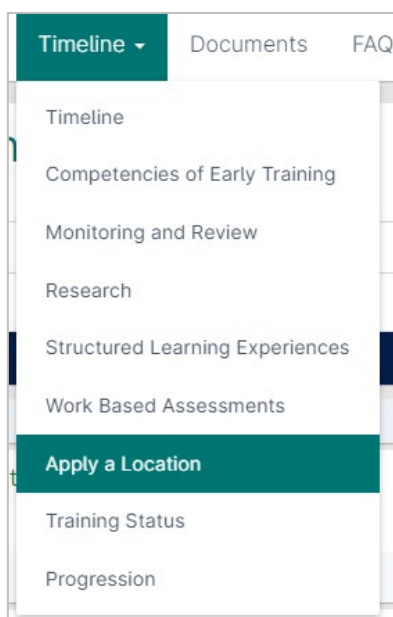 Timeline Documents FAQ
Timeline
Competencies of Early Training
Monitoring and Review
Research
Structured Learning Experiences
Work Based Assessments
Apply a Location
Training Status
Progression